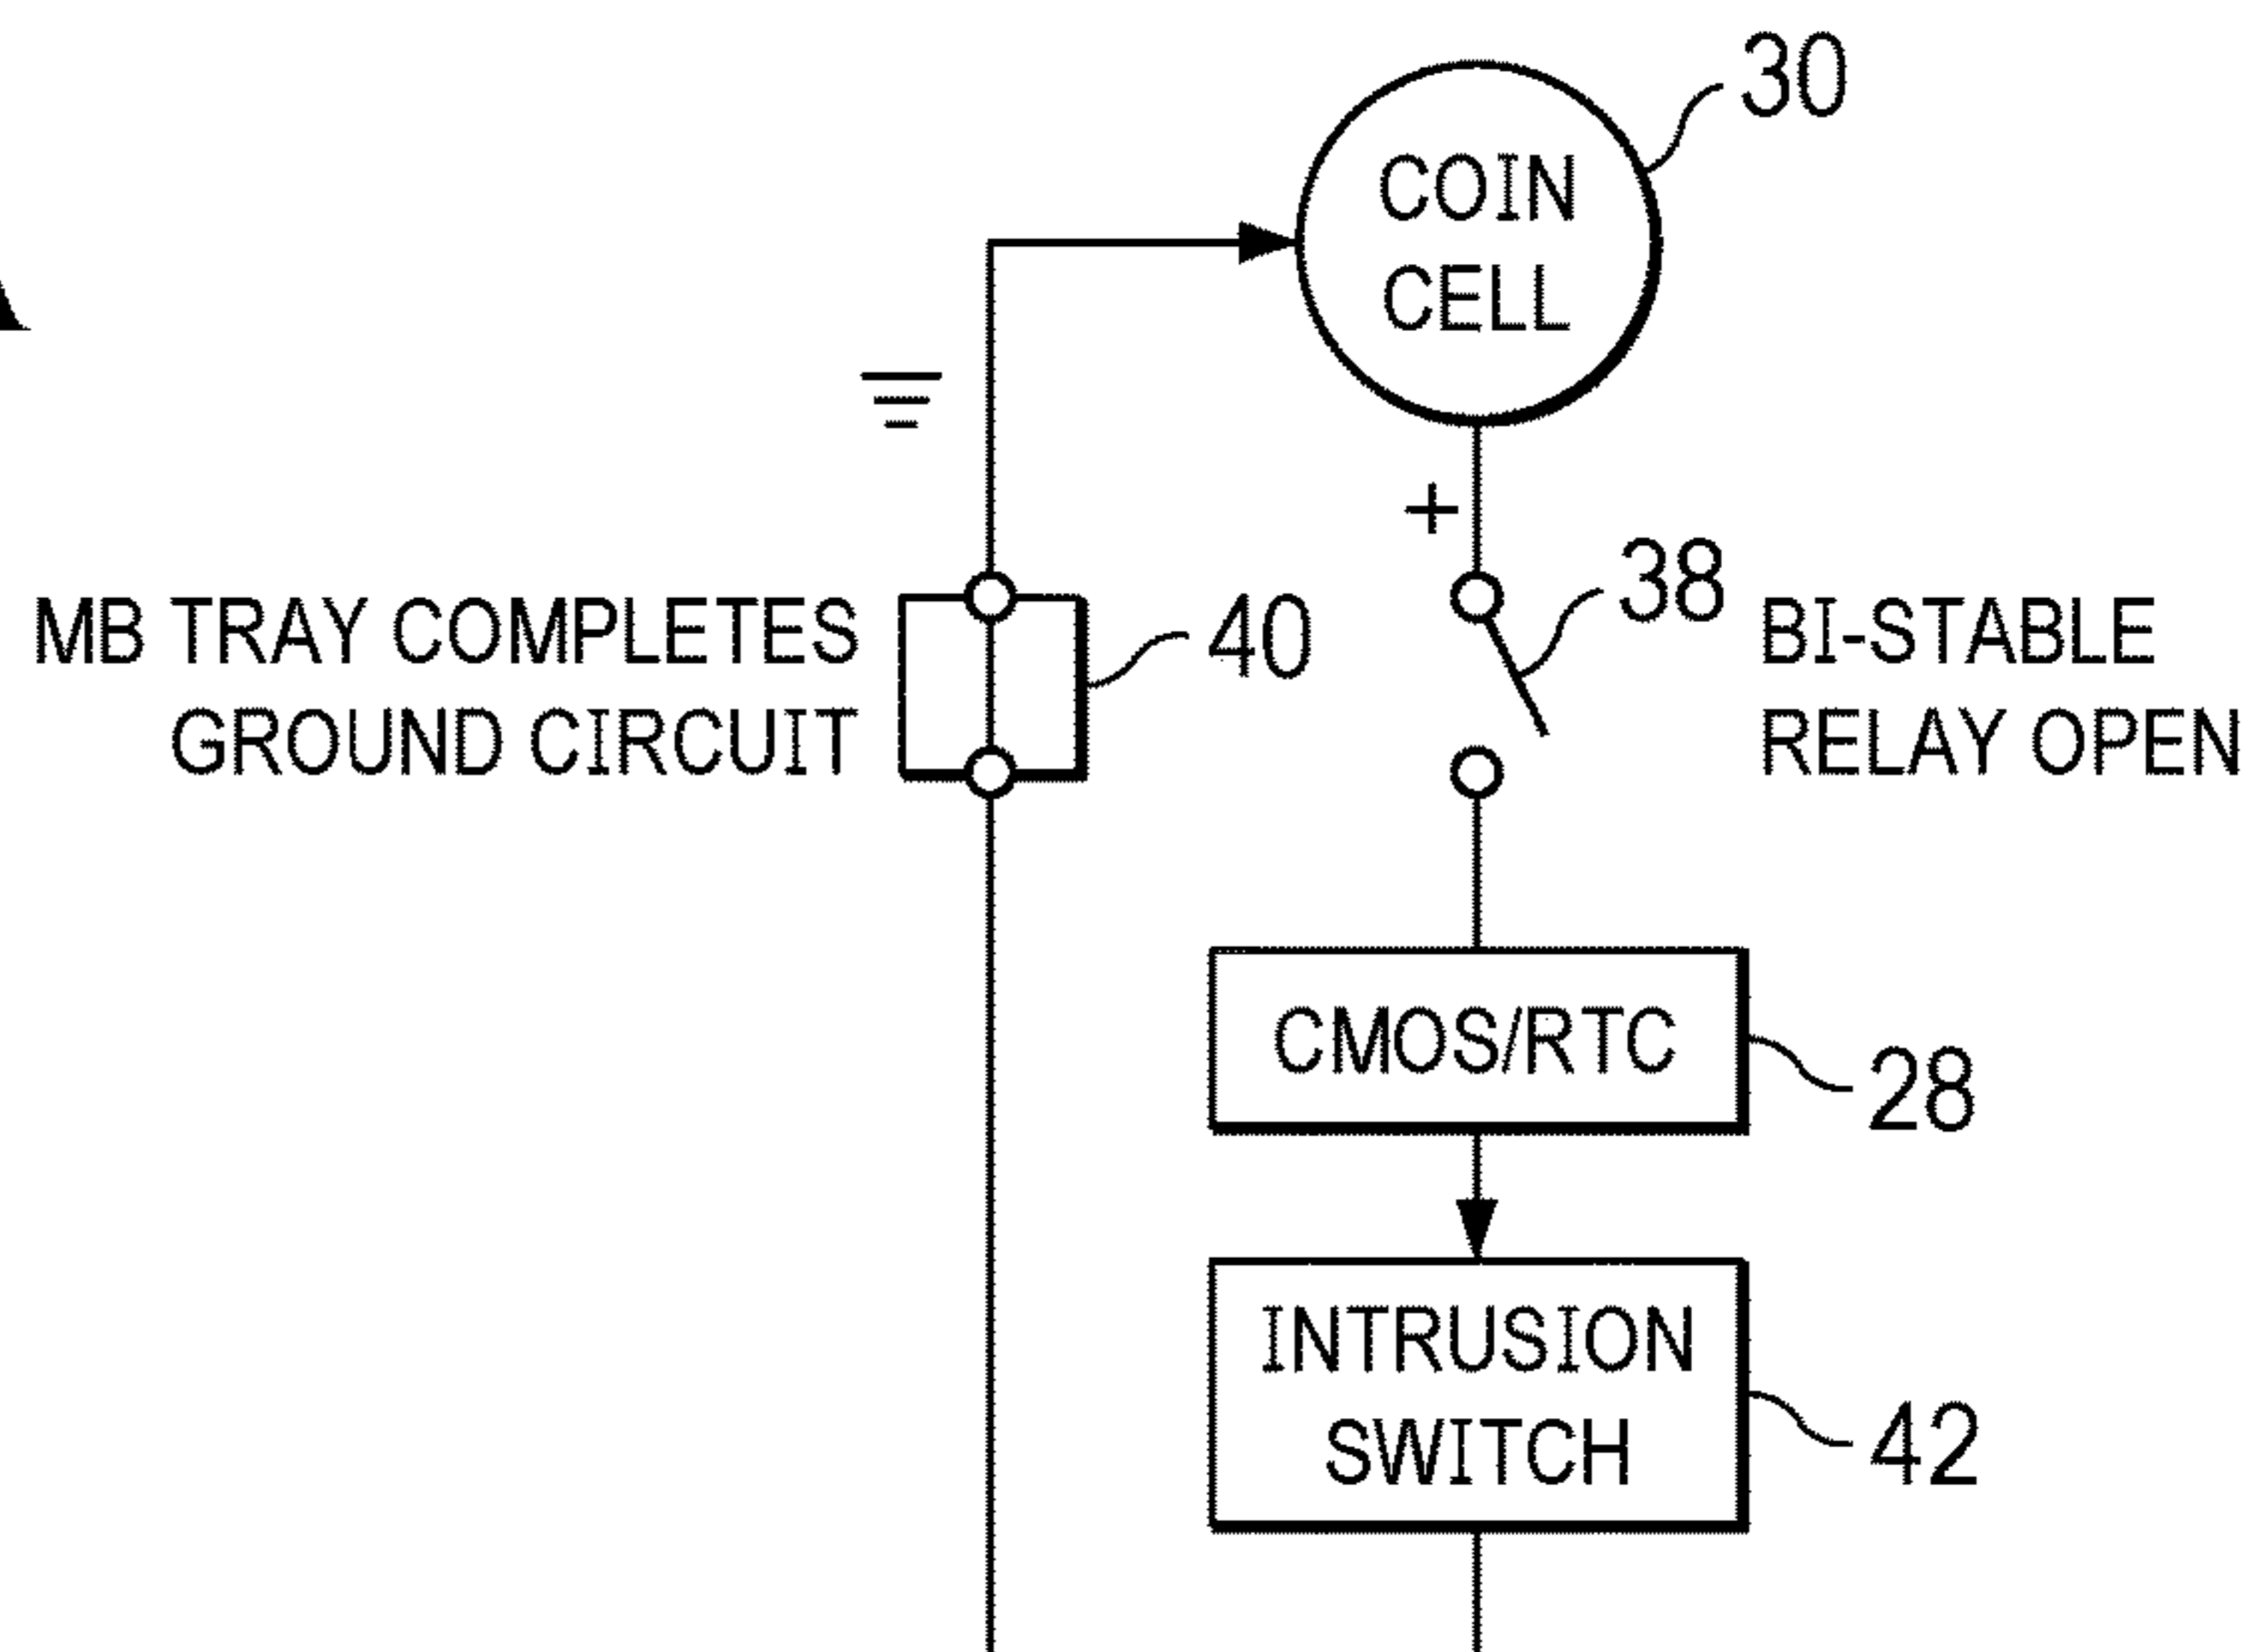 30
COIN
CELL
+
MB TRAY COMPLETES
GROUND CIRCUIT
40
38
BI-STABLE
RELAY OPEN
CMOS/RTC
28
INTRUSION
SWITCH
42